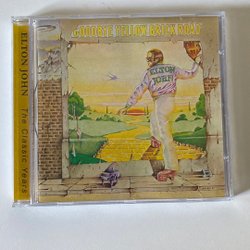 ELTON JOHN The Classic Years
GOODBYE YELLOW BRICK ROAD
ELTON
JOHN